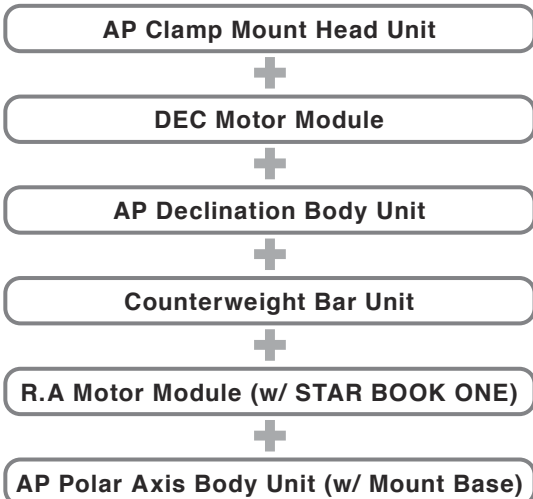 AP Clamp Mount Head Unit
DEC Motor Module
AP Declination Body Unit
Counterweight Bar Unit
R.A Motor Module (w/ STAR BOOK ONE)
AP Polar Axis Body Unit (w/ Mount Base)